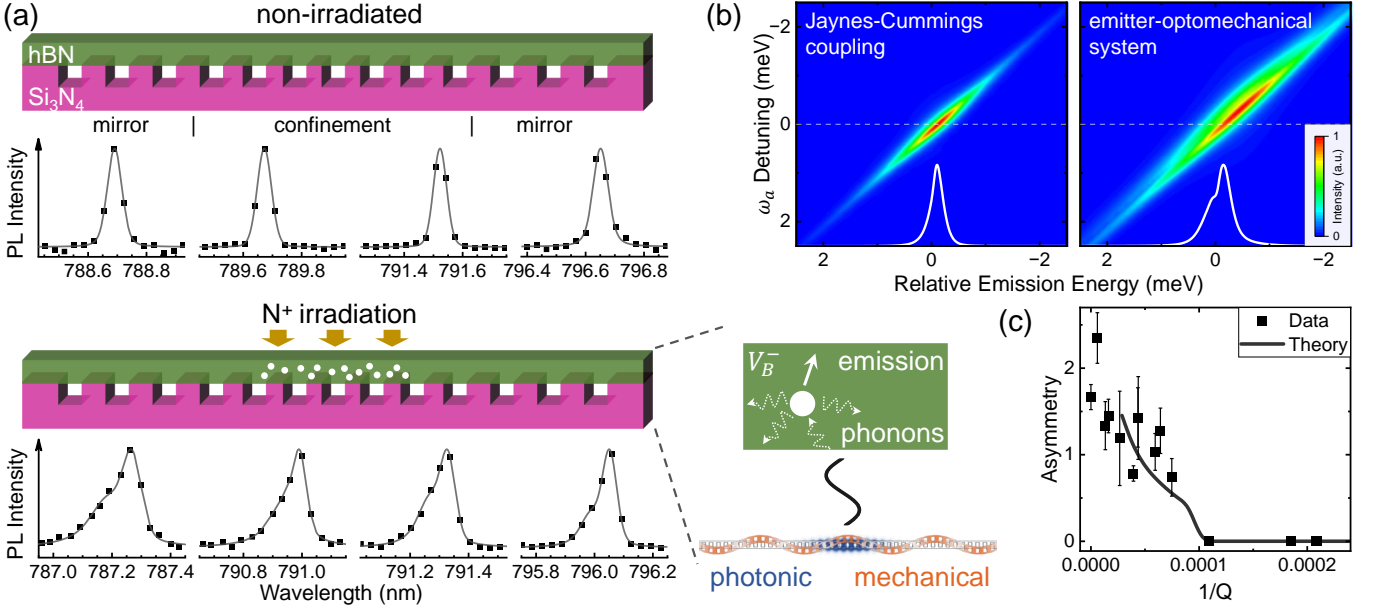 (a)
non-irradiated
hBN
Si₃N₄
mirror | confinement | mirror
PL Intensity
788.6 788.8 789.6 789.8 791.4 791.6 796.4 796.6 796.8
N⁺ irradiation
PL Intensity
787.0 787.2 787.4 790.8 791.0 791.2 791.4 795.8 796.0 796.2
Wavelength (nm)
V_B⁻ emission
phonons
photonic mechanical
(b)
Jaynes-Cummings
coupling
emitter-optomechanical
system
ωₐ Detuning (meV)
-2
0
2
2 0 -2 2 0 -2
Relative Emission Energy (meV)
Intensity (a.u.)
1
0
(c)
Data
Theory
Asymmetry
2
1
0
0.0000 0.0001 0.0002
1/Q